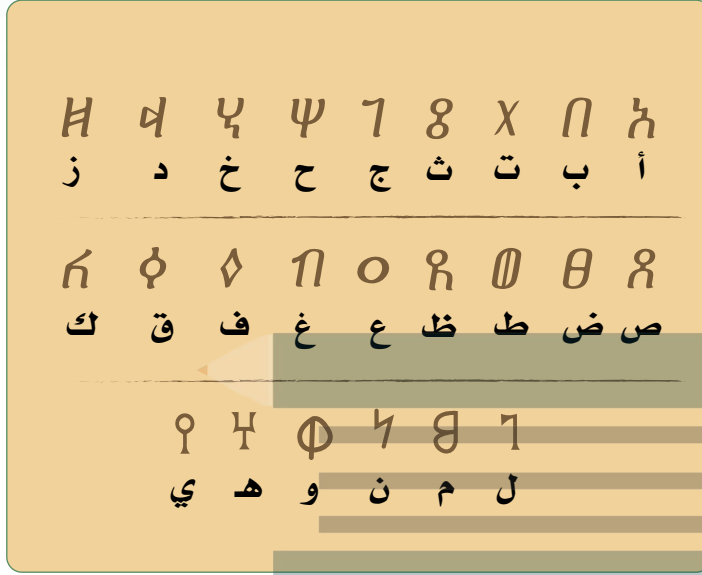 𐩱 𐩨 𐩩 𐩻 𐩴 𐩢 𐩭 𐩵 𐩸
أ ب ت ث ج ح خ د ز
𐩮 𐩳 𐩷 𐩼 𐩲 𐩶 𐩰 𐩤 𐩫
ص ض ط ظ ع غ ف ق ك
𐩡 𐩣 𐩬 𐩥 𐩠 𐩺
ل م ن و هـ ي